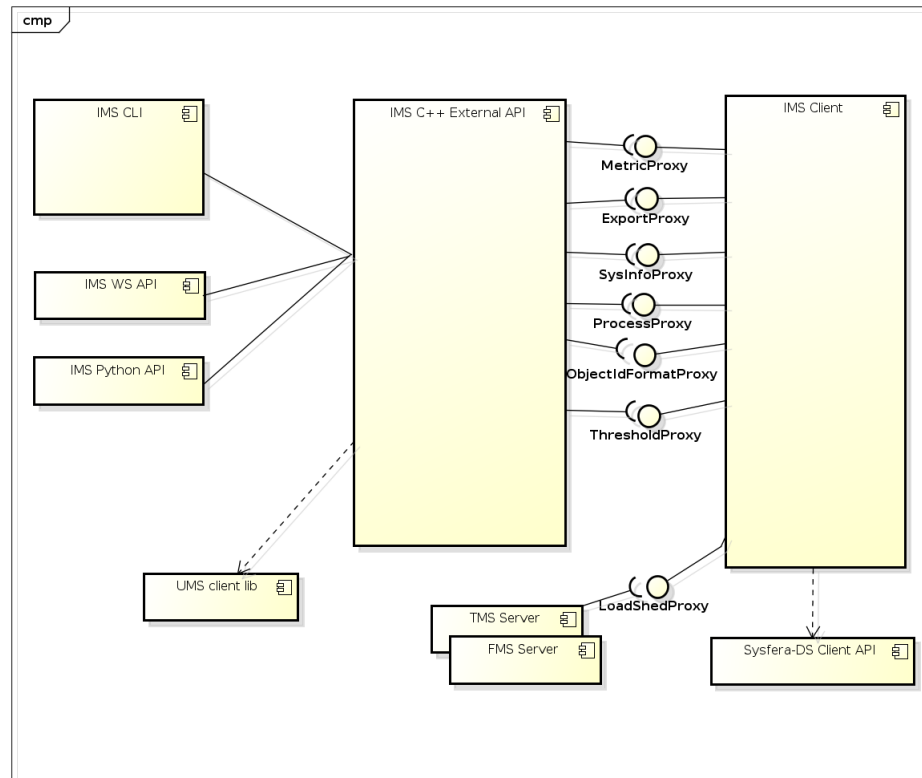 cmp
IMS CLI
IMS C++ External API
IMS Client
MetricProxy
ExportProxy
SysInfoProxy
IMS WS API
ProcessProxy
IMS Python API
ObjectIdFormatProxy
ThresholdProxy
UMS client lib
LoadShedProxy
TMS Server
FMS Server
Sysfera-DS Client API